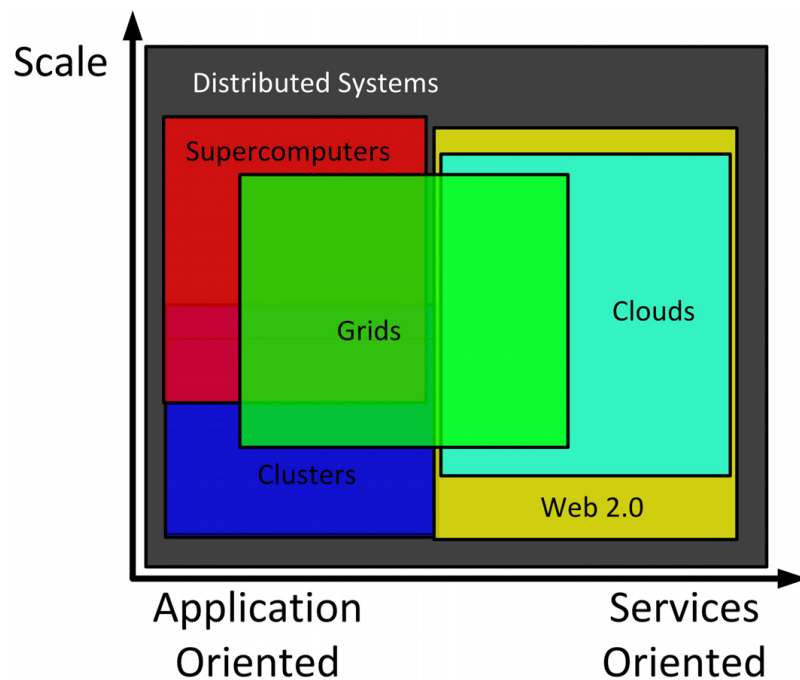 Scale
Distributed Systems
Supercomputers
Clouds
Grids
Clusters
Web 2.0
Application
Oriented
Services
Oriented